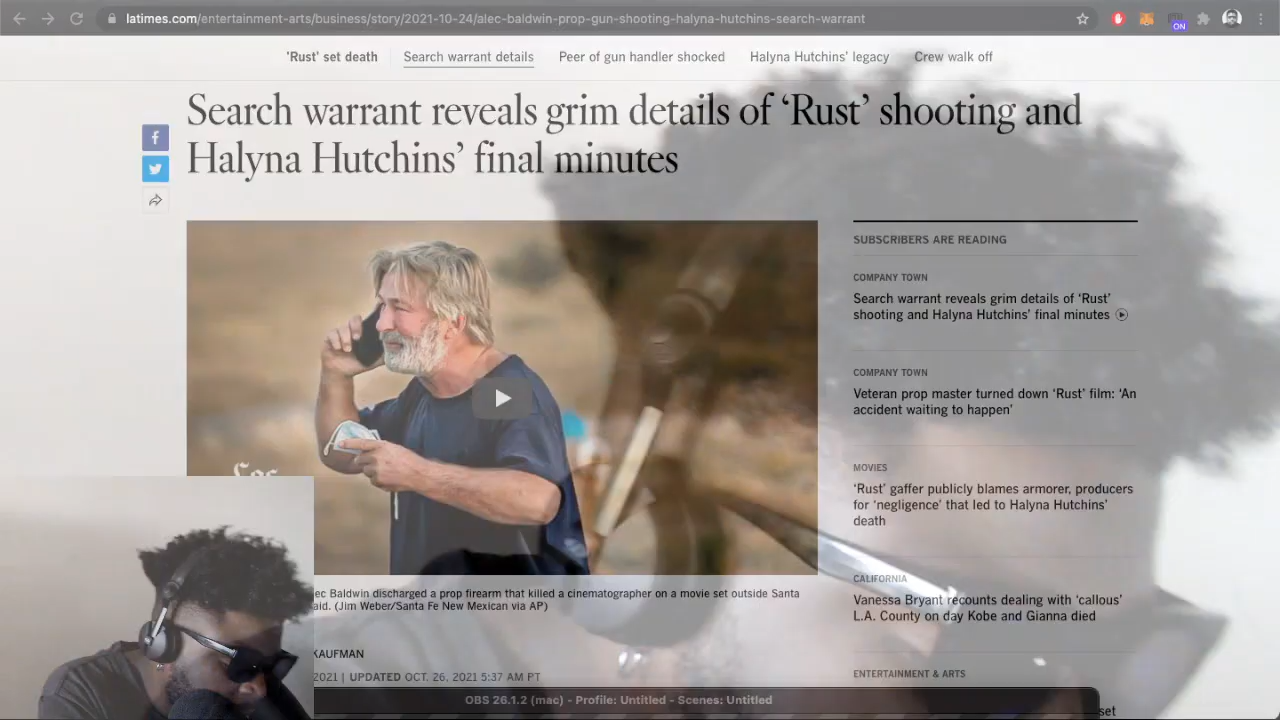 latimes.com/entertainment-arts/business/story/2021-10-24/alec-baldwin-prop-gun-shooting-halyna-hutchins-search-warrant
ON
'Rust' set death
Search warrant details
Peer of gun handler shocked
Halyna Hutchins' legacy
Crew walk off
Search warrant reveals grim details of ‘Rust’ shooting and
Halyna Hutchins’ final minutes
f
Los
SUBSCRIBERS ARE READING
COMPANY TOWN
Search warrant reveals grim details of ‘Rust’
shooting and Halyna Hutchins’ final minutes
COMPANY TOWN
Veteran prop master turned down ‘Rust’ film: ‘An
accident waiting to happen’
MOVIES
‘Rust’ gaffer publicly blames armorer, producers
for ‘negligence’ that led to Halyna Hutchins’
death
CALIFORNIA
Vanessa Bryant recounts dealing with ‘callous’
L.A. County on day Kobe and Gianna died
ENTERTAINMENT & ARTS
set
ec Baldwin discharged a prop firearm that killed a cinematographer on a movie set outside Santa
aid. (Jim Weber/Santa Fe New Mexican via AP)
KAUFMAN
2021 | UPDATED OCT. 26, 2021 5:37 AM PT
OBS 26.1.2 (mac) - Profile: Untitled - Scenes: Untitled